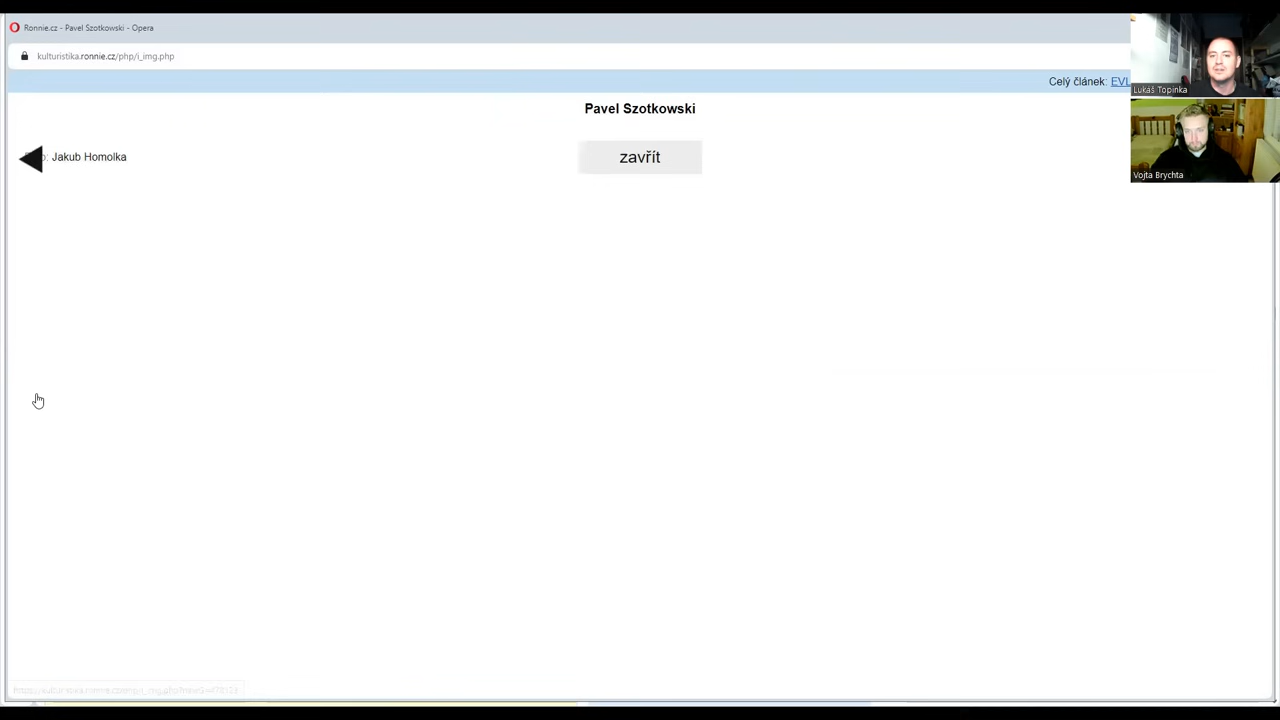 Ronnie.cz - Pavel Szotkowski - Opera
kulturistika.ronnie.cz/php/i_img.php
Celý článek: EVL
Pavel Szotkowski
Jakub Homolka
zavřít
Lukáš Topinka
Vojta Brychta